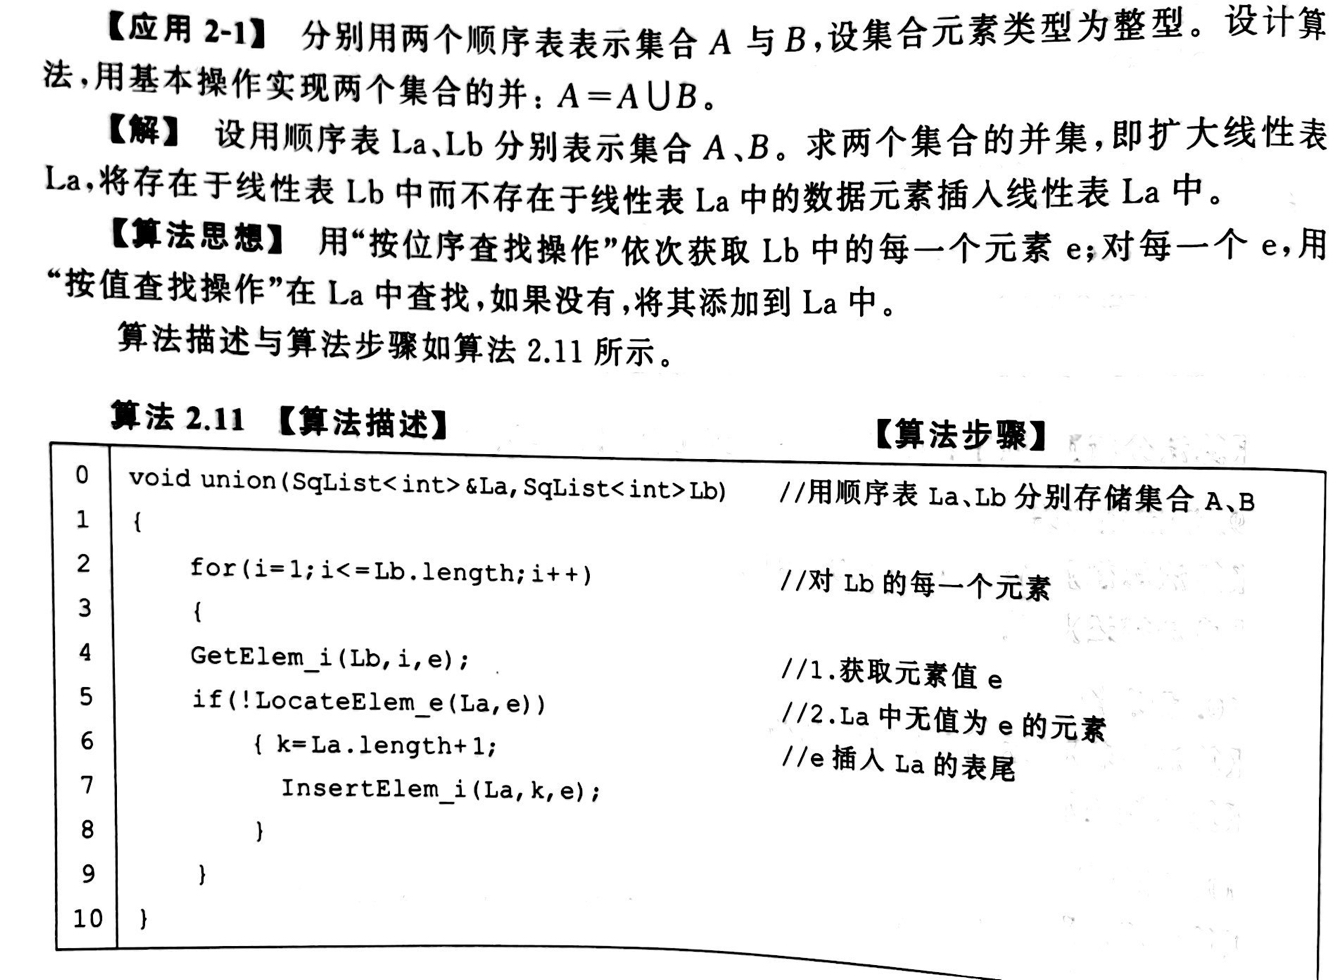 【应用 2-1】 分别用两个顺序表表示集合 A 与 B,设集合元素类型为整型。设计算
法,用基本操作实现两个集合的并：A=A∪B。
【解】 设用顺序表 La、Lb 分别表示集合 A、B。求两个集合的并集,即扩大线性表
La,将存在于线性表 Lb 中而不存在于线性表 La 中的数据元素插入线性表 La 中。
【算法思想】 用“按位序查找操作”依次获取 Lb 中的每一个元素 e;对每一个 e,用
“按值查找操作”在 La 中查找,如果没有,将其添加到 La 中。
算法描述与算法步骤如算法 2.11 所示。
算法 2.11 【算法描述】 【算法步骤】
0 void union(SqList<int>&La,SqList<int>Lb) //用顺序表 La、Lb 分别存储集合 A、B
1 {
2 for(i=1;i<=Lb.length;i++) //对 Lb 的每一个元素
3 {
4 GetElem_i(Lb,i,e); //1.获取元素值 e
5 if(!LocateElem_e(La,e)) //2.La 中无值为 e 的元素
6 { k=La.length+1; //e 插入 La 的表尾
7 InsertElem_i(La,k,e);
8 }
9 }
10 }